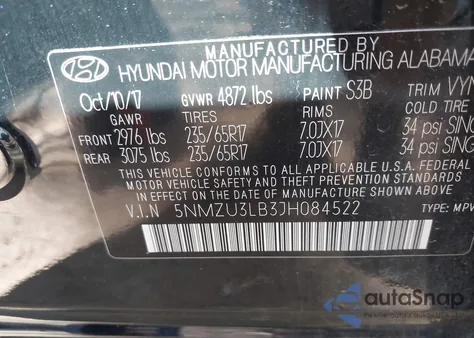 MANUFACTURED BY
HYUNDAI MOTOR MANUFACTURING ALABAMA
Oct/10/17 GVWR 4872 lbs PAINT S3B TRIM VY
GAWR TIRES RIMS COLD TIRE
FRONT 2976 lbs 235/65R17 7.0JX17 34 psi SING
REAR 3075 lbs 235/65R17 7.0JX17 34 psi SING
THIS VEHICLE CONFORMS TO ALL APPLICABLE U.S. FEDERAL
MOTOR VEHICLE SAFETY AND THEFT PREVENTION STANDARDS
IN EFFECT ON THE DATE OF MANUFACTURE SHOWN ABOVE
V.I.N 5NMZU3LB3JH084522 TYPE: MPV
autoSnap